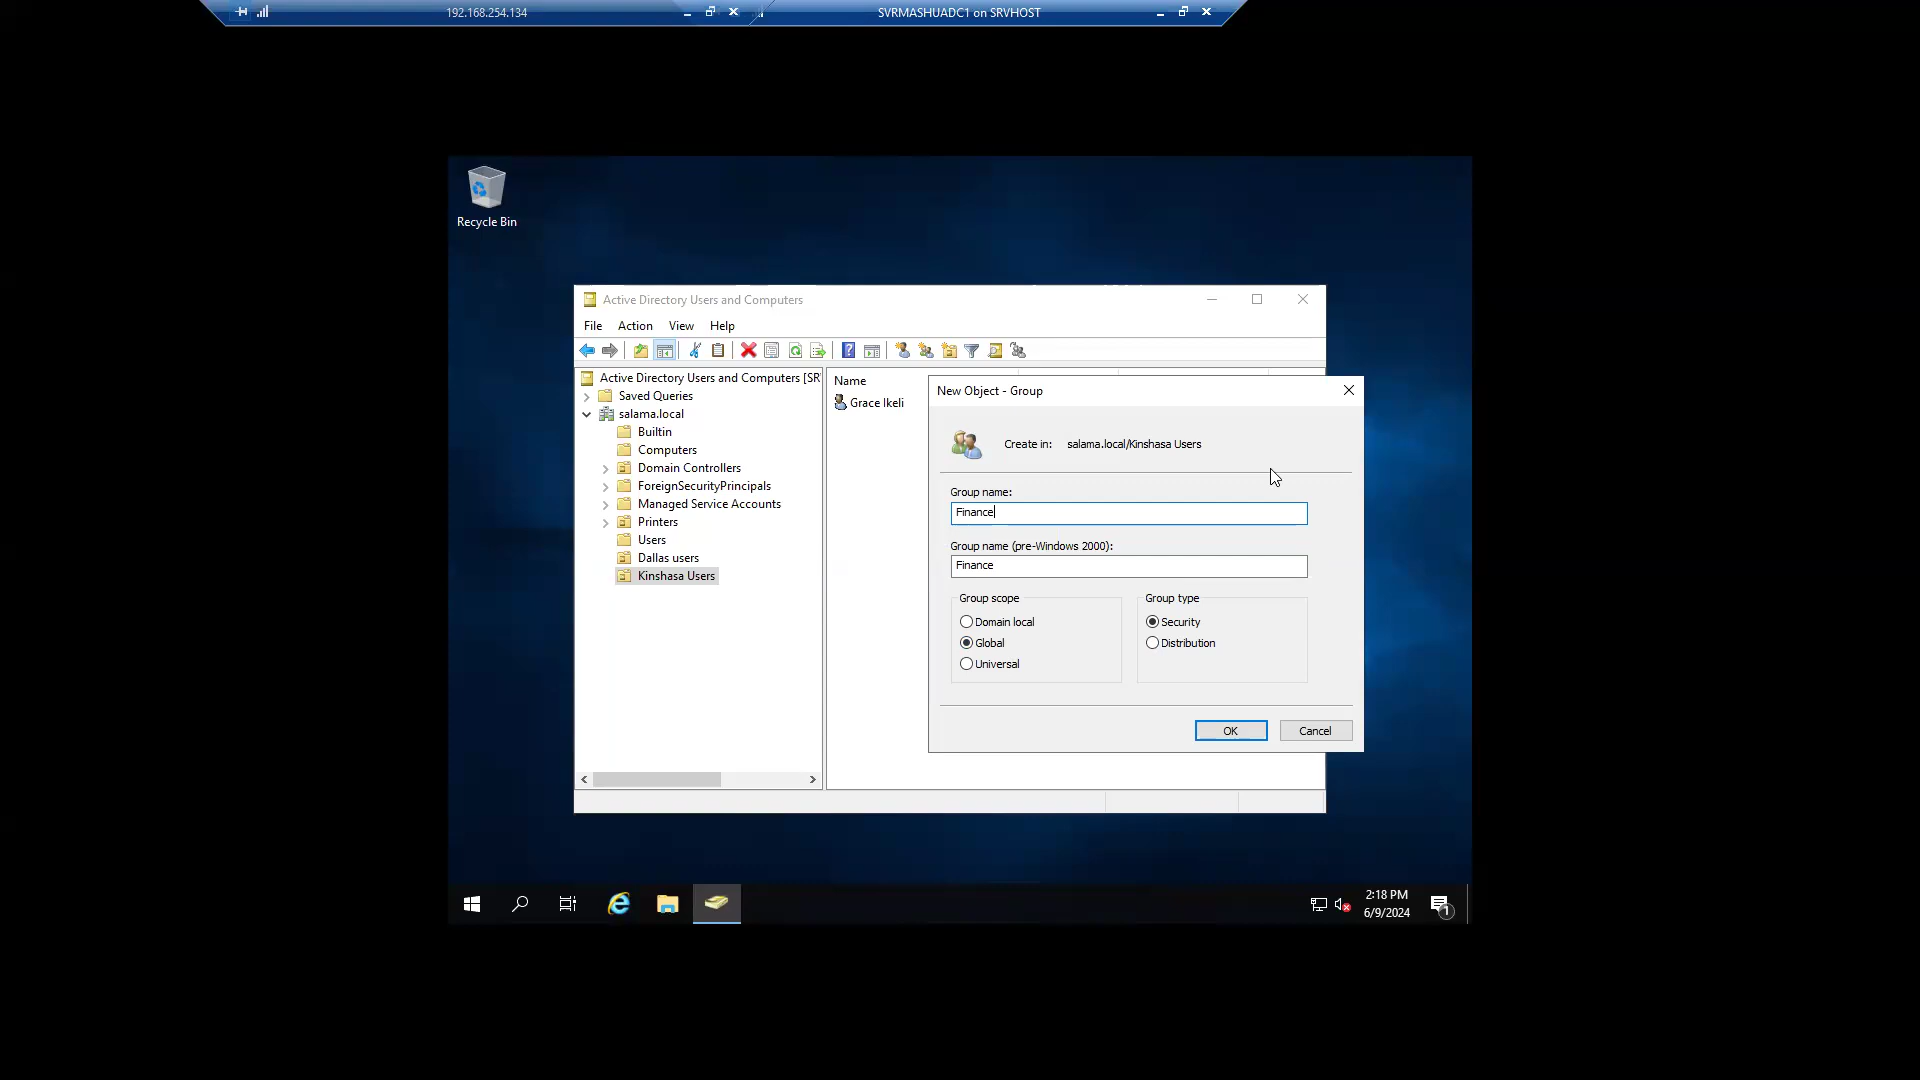 192.168.254.134
SVRMASHUADC1 on SRVHOST
Recycle Bin
Active Directory Users and Computers
File Action View Help
Active Directory Users and Computers [SR
Saved Queries
salama.local
Builtin
Computers
Domain Controllers
ForeignSecurityPrincipals
Managed Service Accounts
Printers
Users
Dallas users
Kinshasa Users
Name
Grace Ikeli
New Object - Group
Create in: salama.local/Kinshasa Users
Group name:
Finance
Group name (pre-Windows 2000):
Finance
Group scope
Domain local
Global
Universal
Group type
Security
Distribution
OK
Cancel
2:18 PM
6/9/2024
1